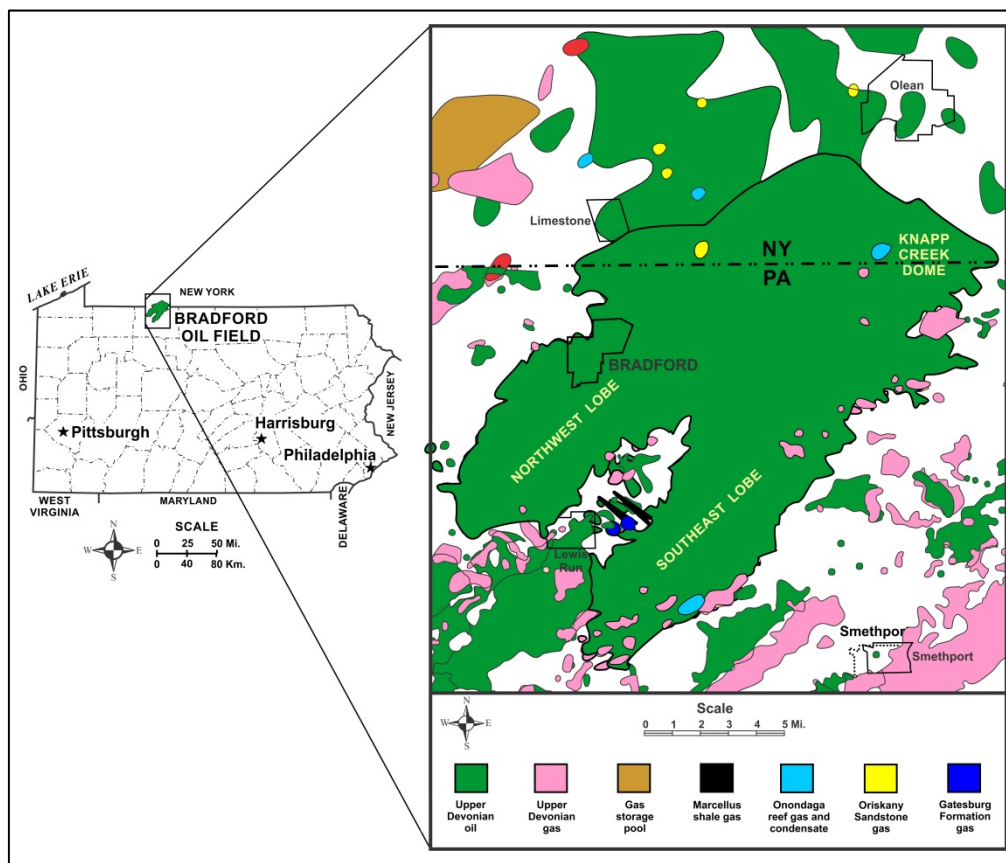 LAKE ERIE
NEW YORK
BRADFORD
OIL FIELD
OHIO
Pittsburgh
Harrisburg
Philadelphia
NEW JERSEY
WEST
VIRGINIA
MARYLAND
DELAWARE
N
W E
S
SCALE
0 25 50 Mi.
0 40 80 Km.
Olean
Limestone
NY
PA
KNAPP
CREEK
DOME
BRADFORD
NORTHWEST LOBE
SOUTHEAST LOBE
Lewis
Run
Smethpor
Smethport
N
W E
S
Scale
0 1 2 3 4 5 Mi.
Upper
Devonian
oil
Upper
Devonian
gas
Gas
storage
pool
Marcellus
shale gas
Onondaga
reef gas and
condensate
Oriskany
Sandstone
gas
Gatesburg
Formation
gas